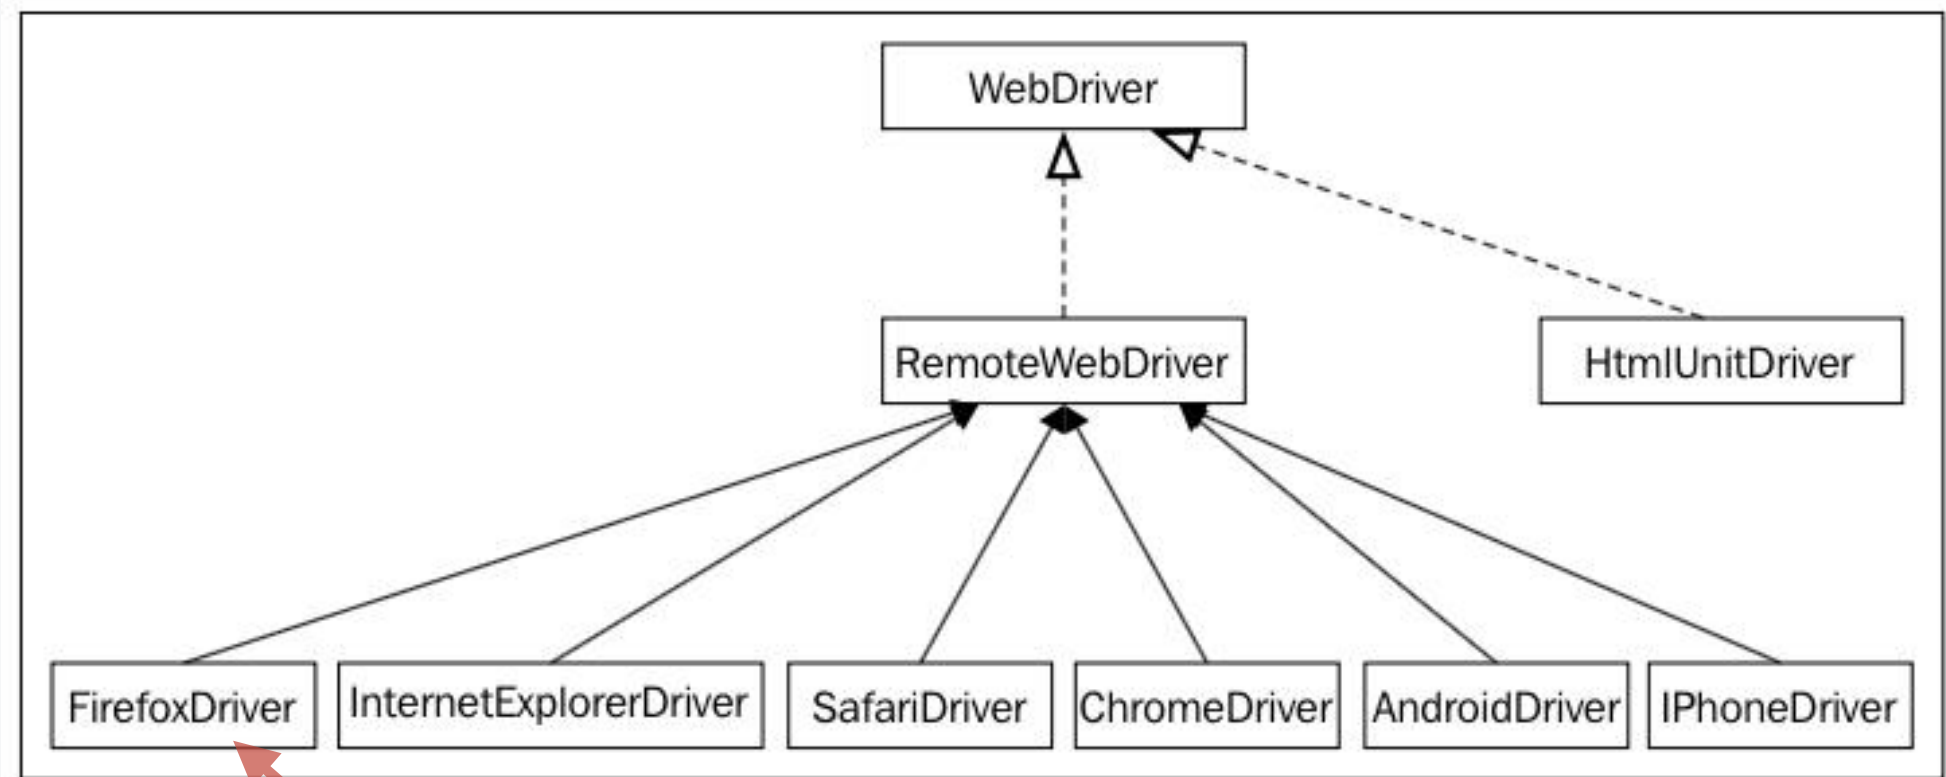 WebDriver
RemoteWebDriver
HtmlUnitDriver
FirefoxDriver
InternetExplorerDriver
SafariDriver
ChromeDriver
AndroidDriver
IPhoneDriver